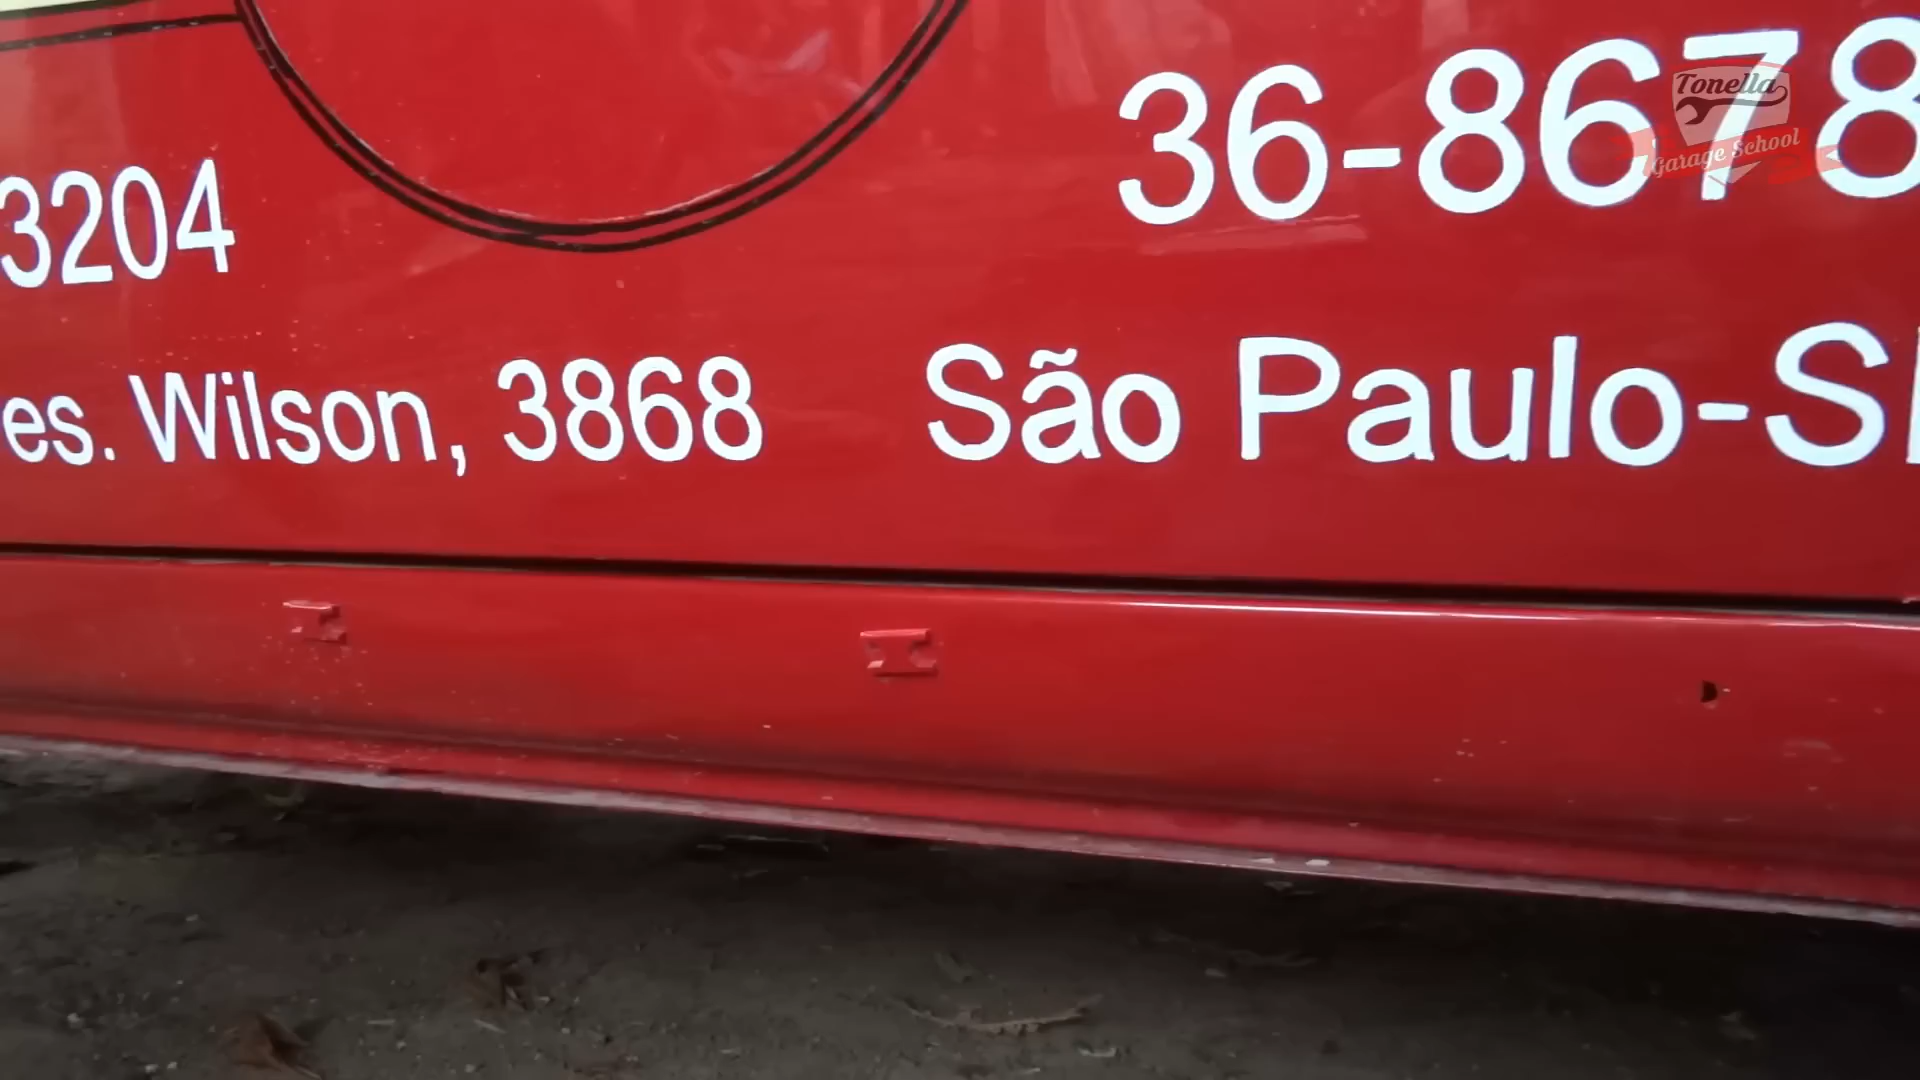 36-8678
3204
es. Wilson, 3868
São Paulo-S
Tonella
Garage School